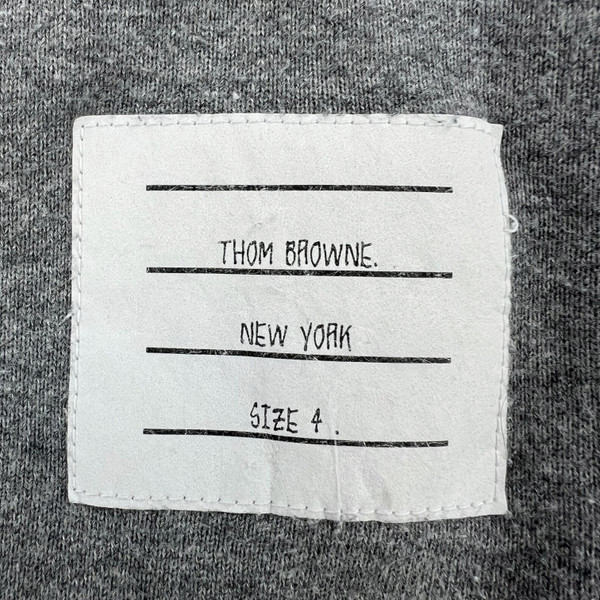 THOM BROWNE.
NEW YORK
SIZE 4 .